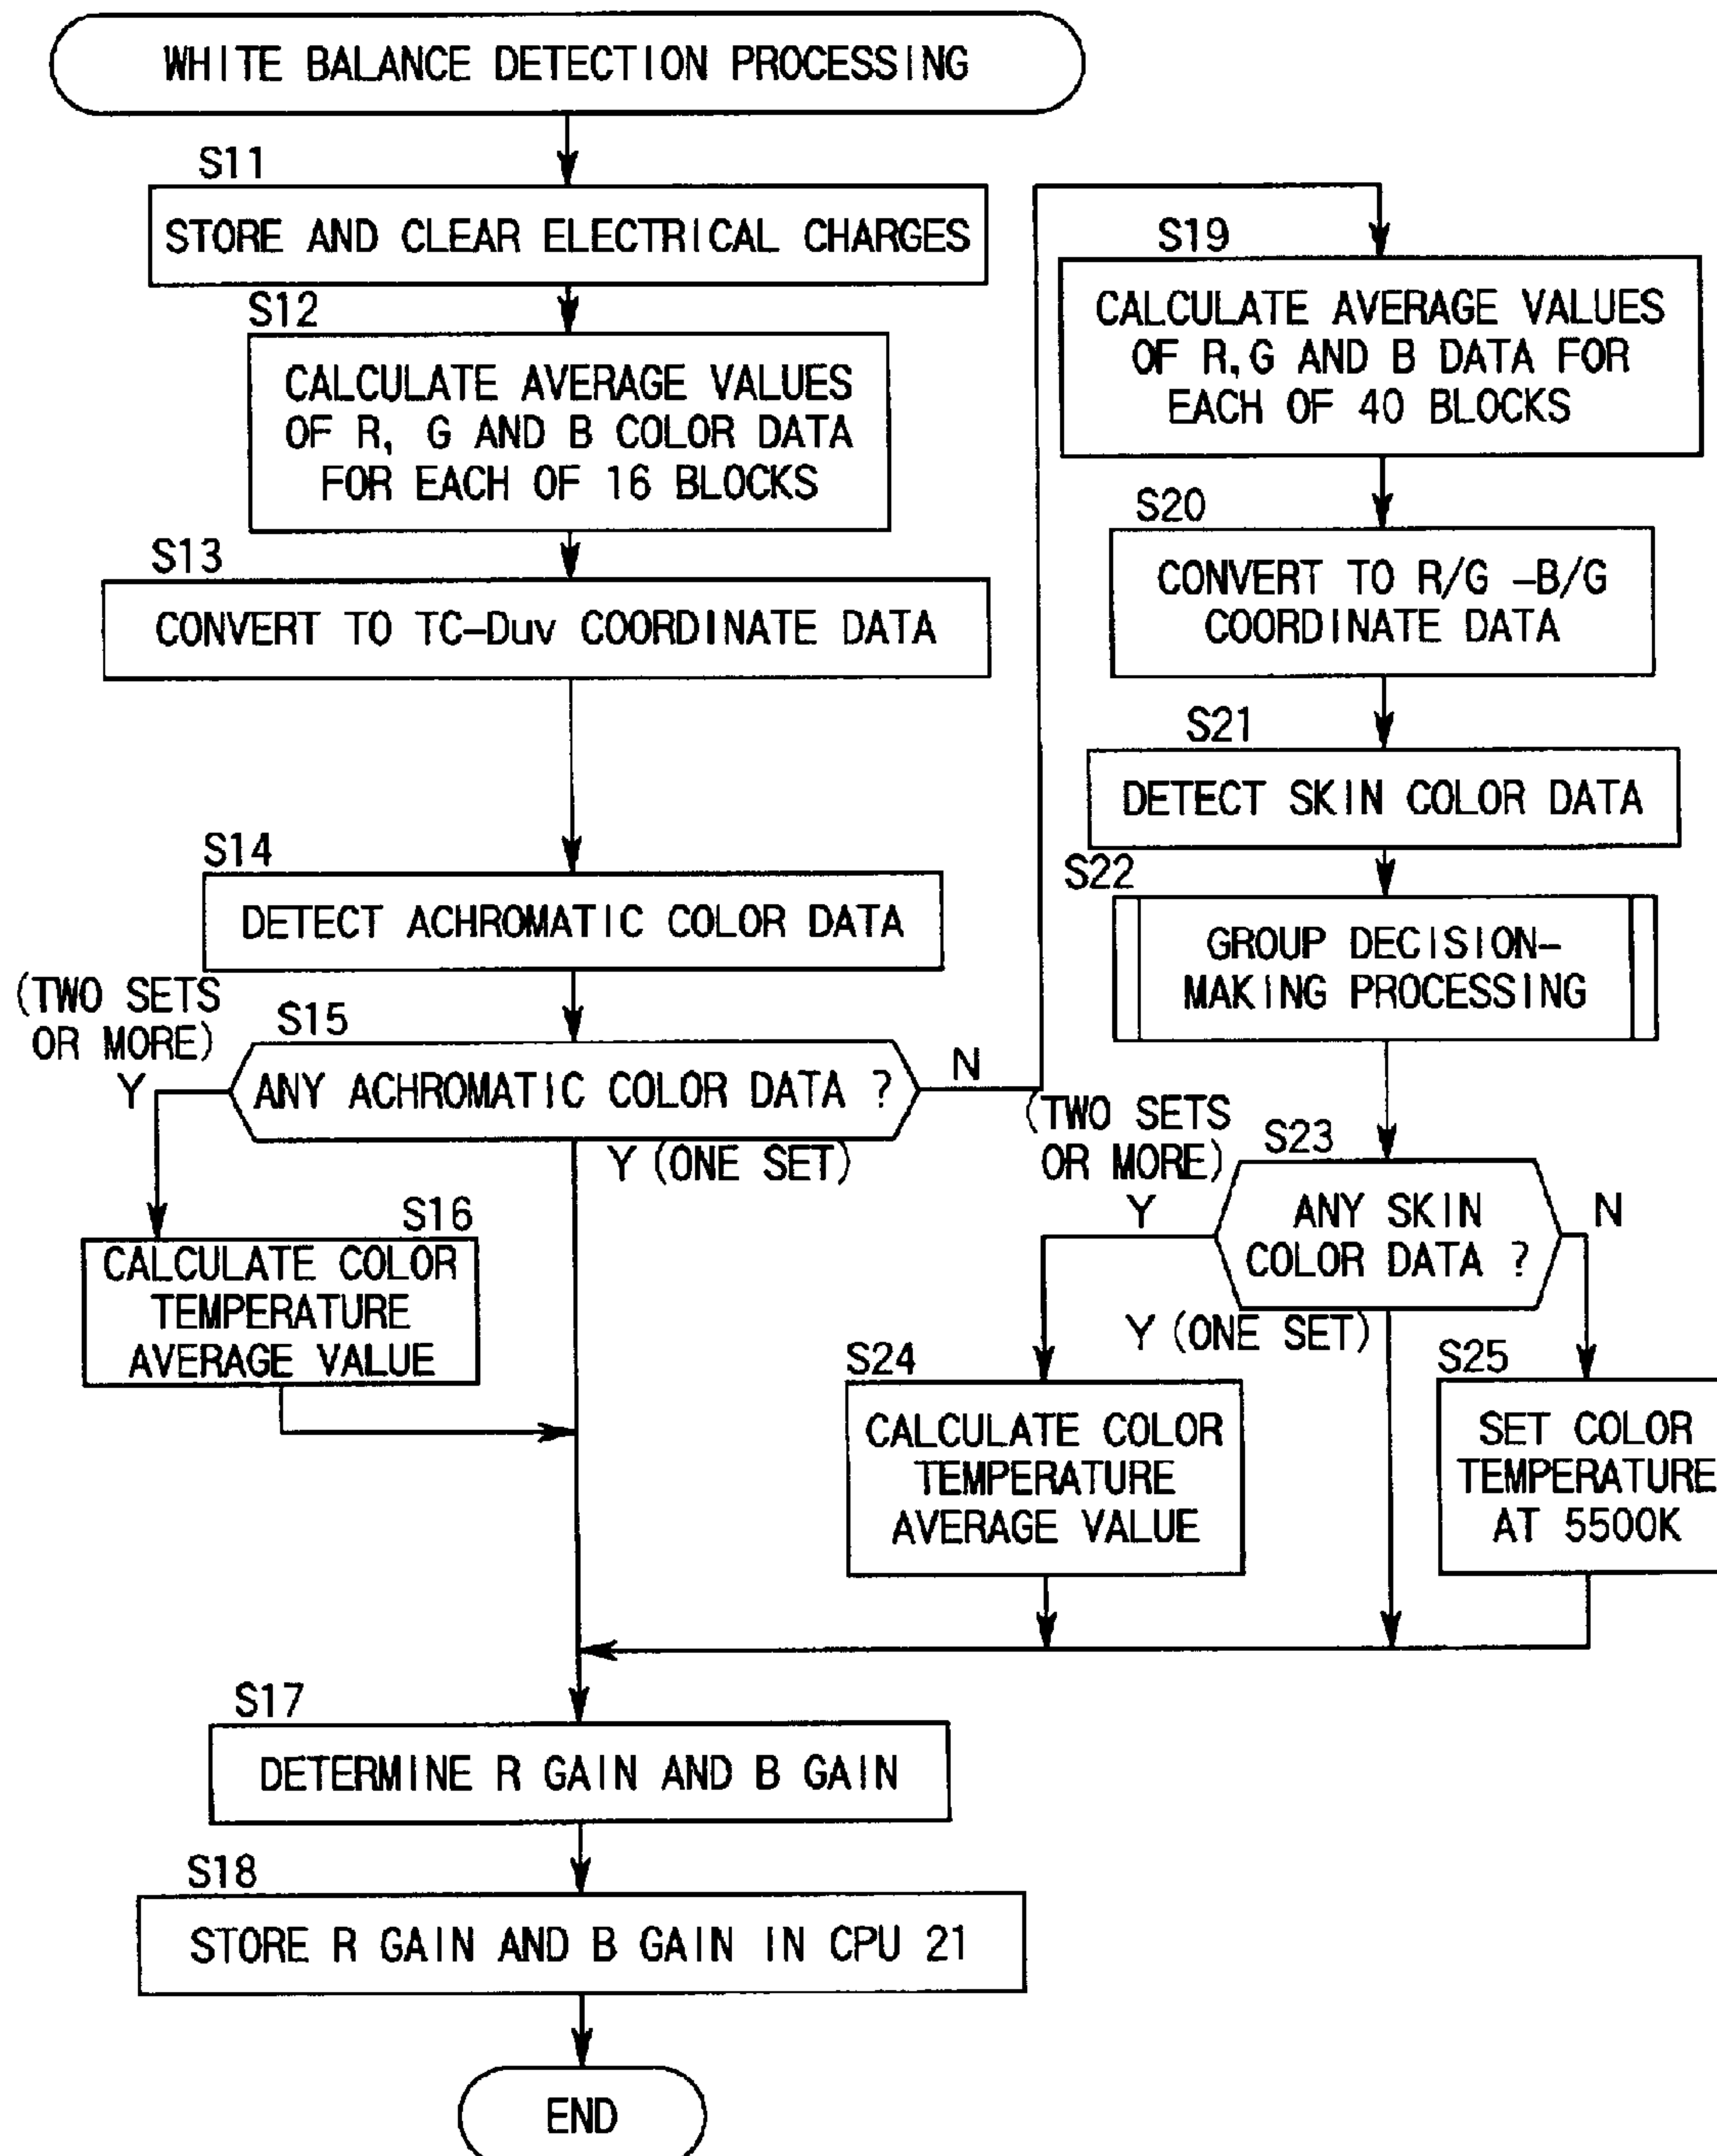 WHITE BALANCE DETECTION PROCESSING
S11
STORE AND CLEAR ELECTRICAL CHARGES
S12
CALCULATE AVERAGE VALUES
OF R, G AND B COLOR DATA
FOR EACH OF 16 BLOCKS
S13
CONVERT TO TC-Duv COORDINATE DATA
S14
DETECT ACHROMATIC COLOR DATA
(TWO SETS
OR MORE)
Y
S15
ANY ACHROMATIC COLOR DATA ?
N
Y (ONE SET)
S16
CALCULATE COLOR
TEMPERATURE
AVERAGE VALUE
S17
DETERMINE R GAIN AND B GAIN
S18
STORE R GAIN AND B GAIN IN CPU 21
END
S19
CALCULATE AVERAGE VALUES
OF R,G AND B DATA FOR
EACH OF 40 BLOCKS
S20
CONVERT TO R/G -B/G
COORDINATE DATA
S21
DETECT SKIN COLOR DATA
S22
GROUP DECISION-
MAKING PROCESSING
(TWO SETS
OR MORE)
Y
S23
ANY SKIN
COLOR DATA ?
N
Y (ONE SET)
S24
CALCULATE COLOR
TEMPERATURE
AVERAGE VALUE
S25
SET COLOR
TEMPERATURE
AT 5500K